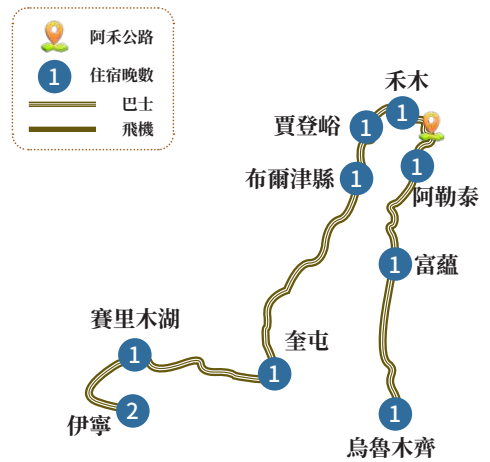 阿禾公路
1 住宿晚數
巴士
飛機
禾木
1
賈登峪
1
1
布爾津縣
1
阿勒泰
1
富蘊
賽里木湖
1
奎屯
1
2
伊寧
1
烏魯木齊